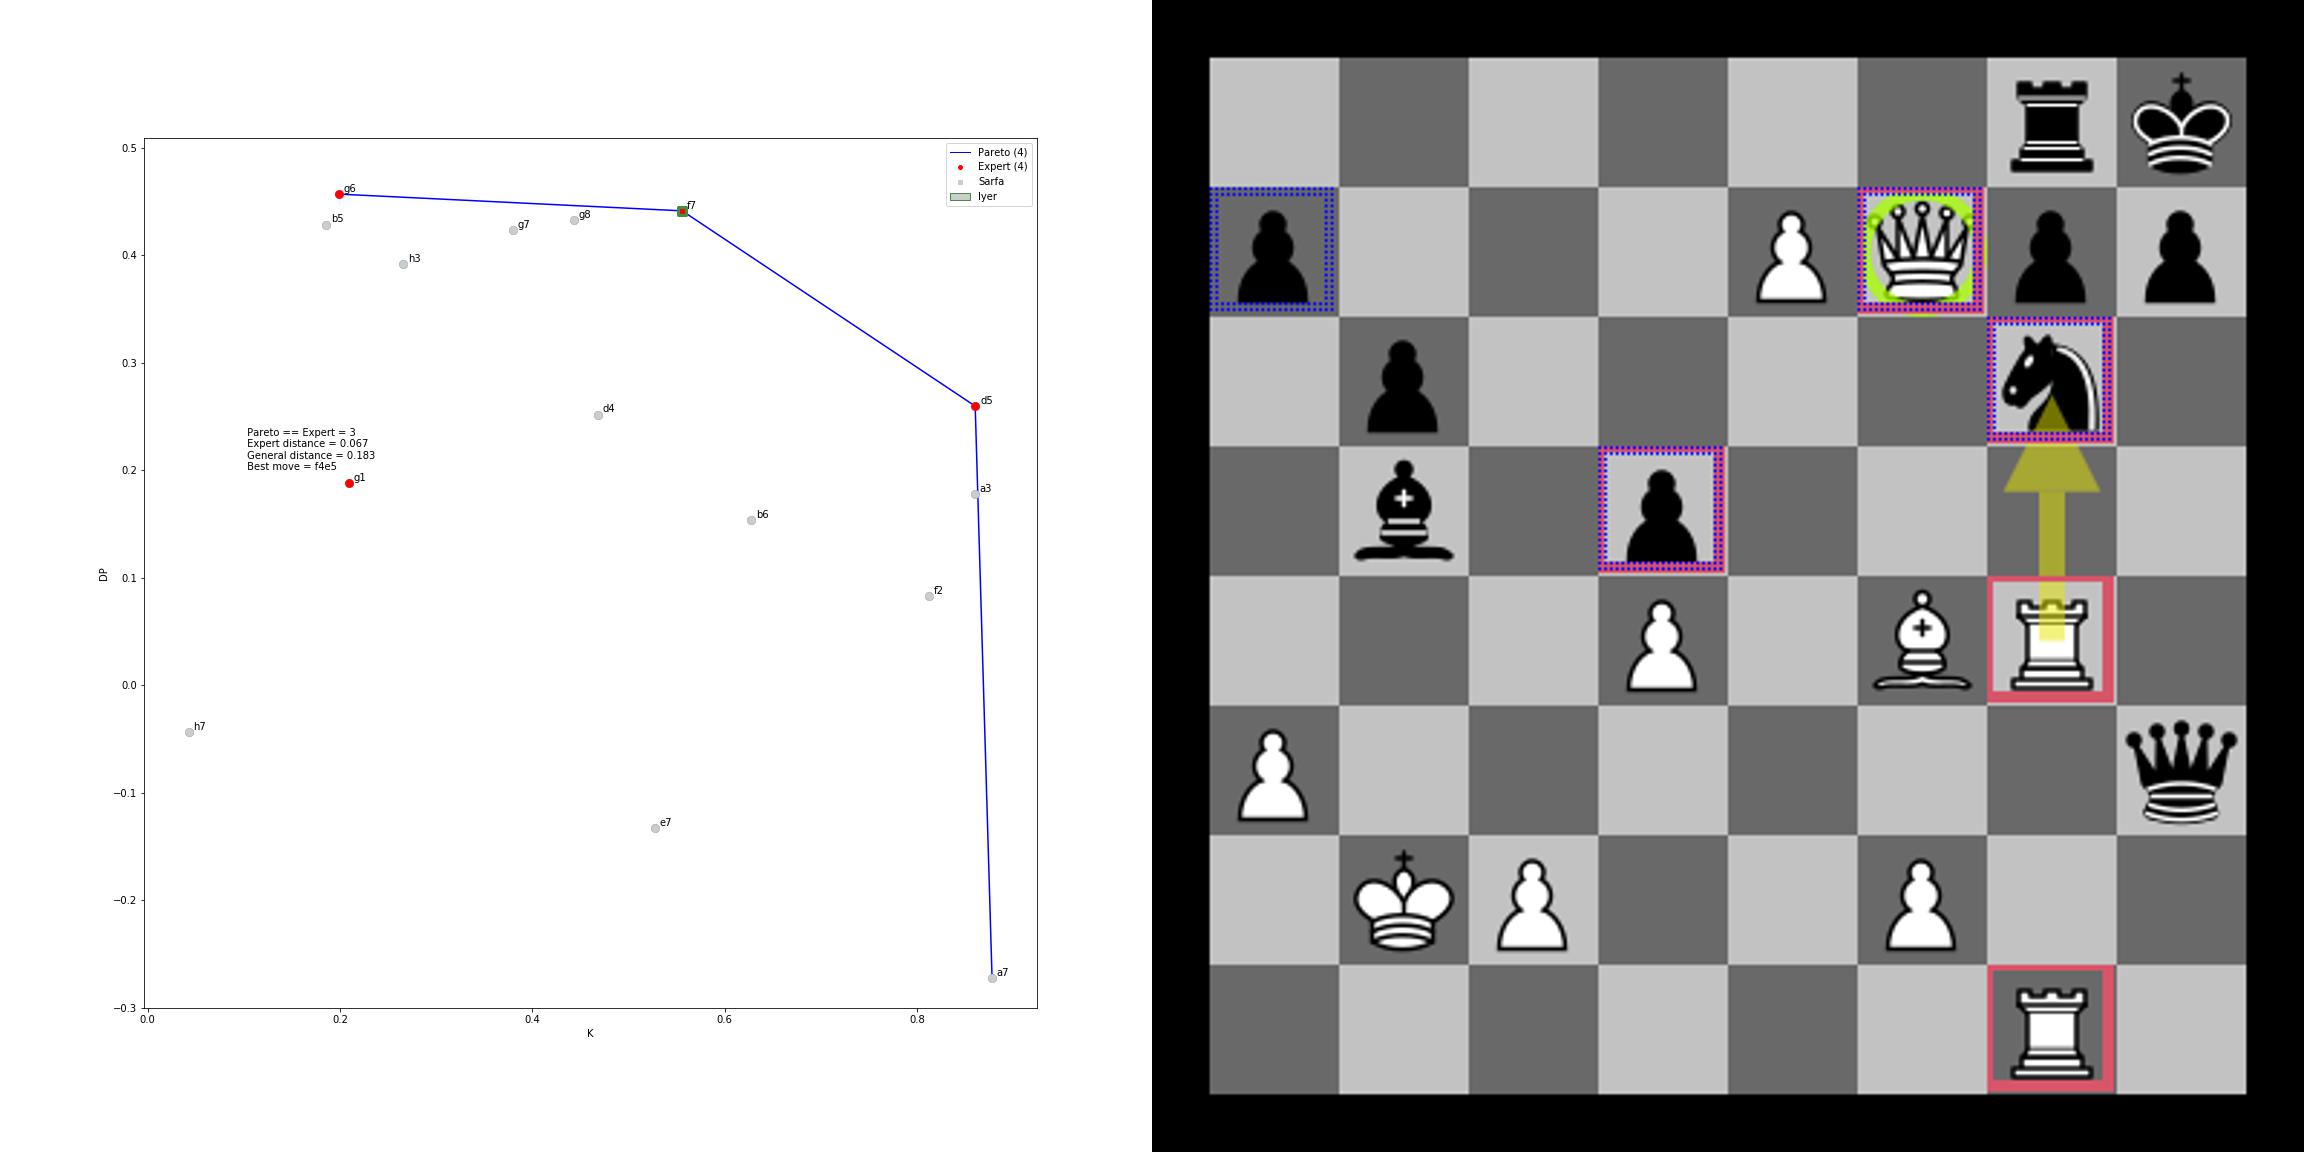 0.5
0.4
0.3
0.2
0.1
0.0
−0.1
−0.2
−0.3
DP
0.0
0.2
0.4
0.6
0.8
K
Pareto (4)
Expert (4)
Sarfa
Iyer
g6
f7
b5
g8
g7
h3
d5
d4
Pareto == Expert = 3
Expert distance = 0.067
General distance = 0.183
Best move = f4e5
g1
a3
b6
f2
h7
e7
a7